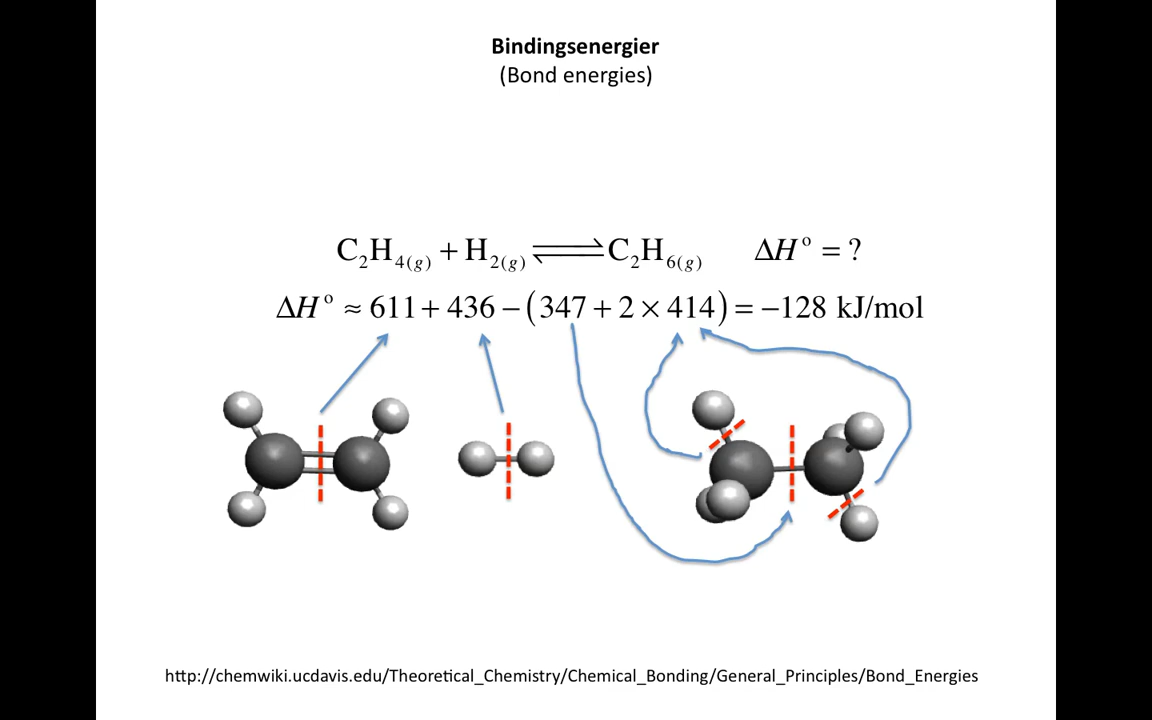 Bindingsenergier
(Bond energies)
C₂H₄₍g₎ + H₂₍g₎ ⇌ C₂H₆₍g₎ ΔH° = ?
ΔH° ≈ 611 + 436 − (347 + 2 × 414) = −128 kJ/mol
http://chemwiki.ucdavis.edu/Theoretical_Chemistry/Chemical_Bonding/General_Principles/Bond_Energies